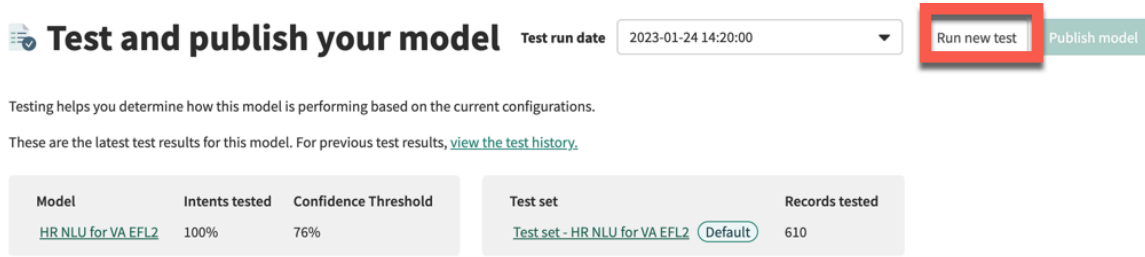 Test and publish your model Test run date 2023-01-24 14:20:00 Run new test Publish model
Testing helps you determine how this model is performing based on the current configurations.
These are the latest test results for this model. For previous test results, view the test history.
Model Intents tested Confidence Threshold Test set Records tested
HR NLU for VA EFL2 100% 76% Test set - HR NLU for VA EFL2 Default 610